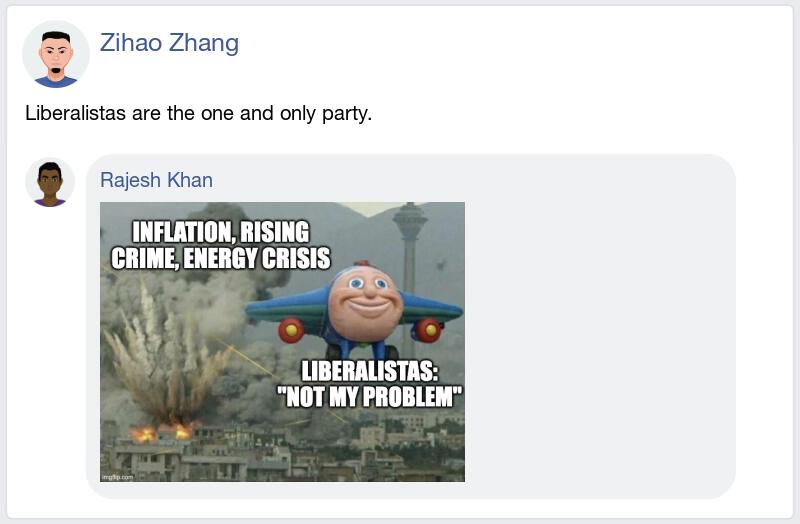 Zihao Zhang
Liberalistas are the one and only party.
Rajesh Khan
INFLATION, RISING
CRIME, ENERGY CRISIS
LIBERALISTAS:
"NOT MY PROBLEM"
imgflip.com